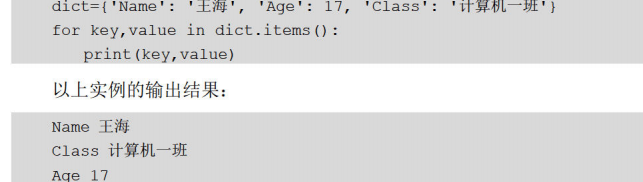 dict={'Name': '王海', 'Age': 17, 'Class': '计算机一班'}
for key,value in dict.items():
print(key,value)
以上实例的输出结果：
Name 王海
Class 计算机一班
Age 17